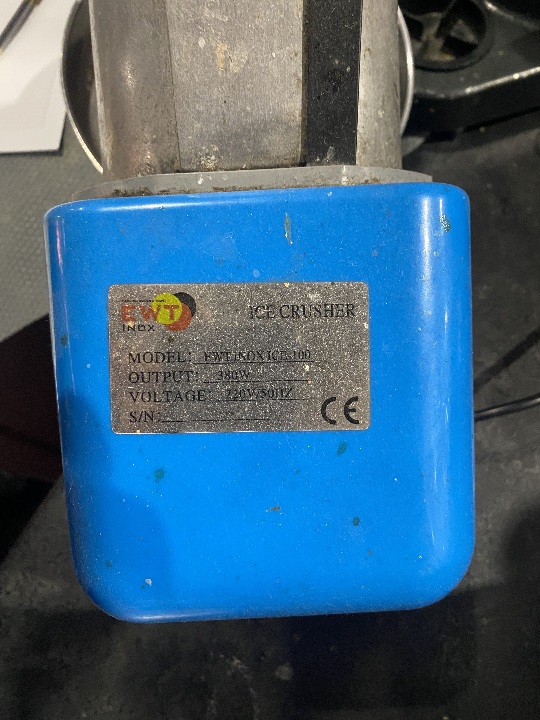 EWT
INOX
ICE CRUSHER
MODEL: EWT INOX ICE-100
OUTPUT: 380W
VOLTAGE: 220V/50HZ
S/N:
CE